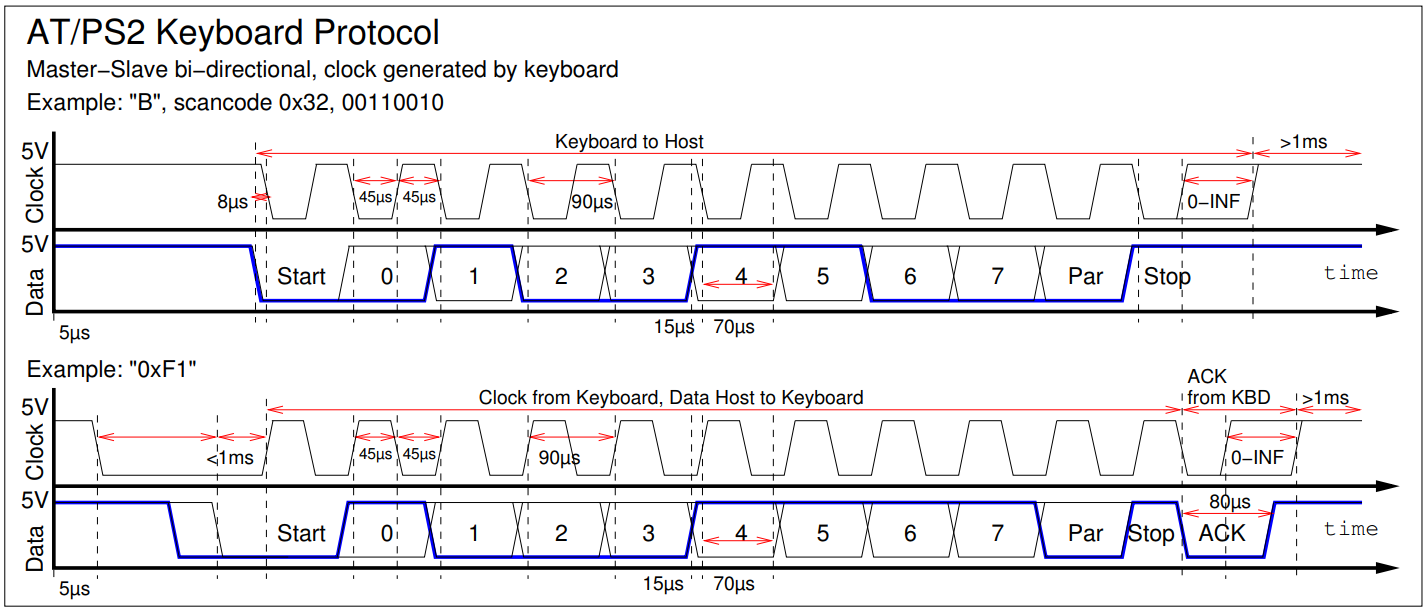 AT/PS2 Keyboard Protocol
Master−Slave bi−directional, clock generated by keyboard
Example: "B", scancode 0x32, 00110010
Keyboard to Host
>1ms
5V
Clock
8µs
45µs
45µs
90µs
0−INF
5V
Data
Start
0
1
2
3
4
5
6
7
Par
Stop
time
5µs
15µs
70µs
Example: "0xF1"
Clock from Keyboard, Data Host to Keyboard
ACK
from KBD
>1ms
5V
Clock
<1ms
45µs
45µs
90µs
0−INF
5V
Data
80µs
Start
0
1
2
3
4
5
6
7
Par
Stop
ACK
time
5µs
15µs
70µs